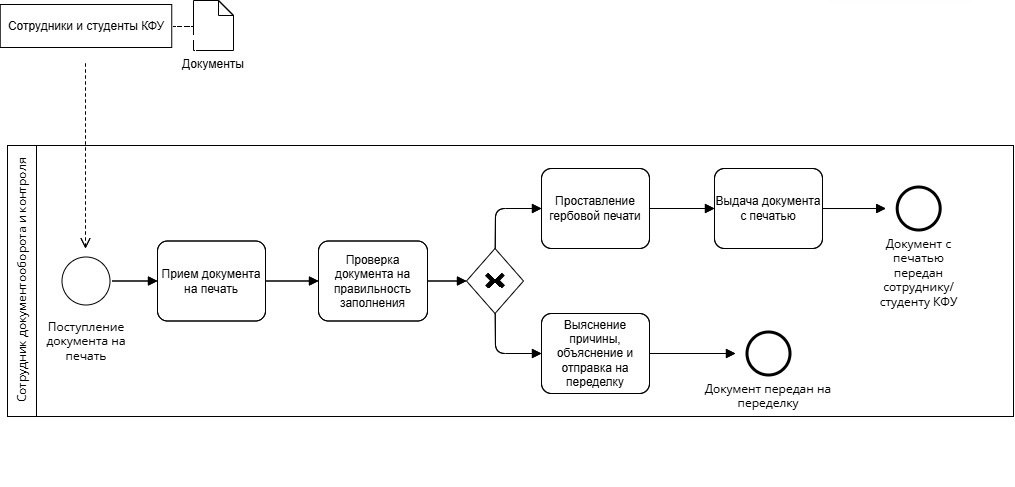 Сотрудники и студенты КФУ
Документы
Сотрудник документооборота и контроля
Поступление
документа на
печать
Прием документа
на печать
Проверка
документа на
правильность
заполнения
Проставление
гербовой печати
Выдача документа
с печатью
Документ с
печатью
передан
сотруднику/
студенту КФУ
Выяснение
причины,
объяснение и
отправка на
переделку
Документ передан на
переделку